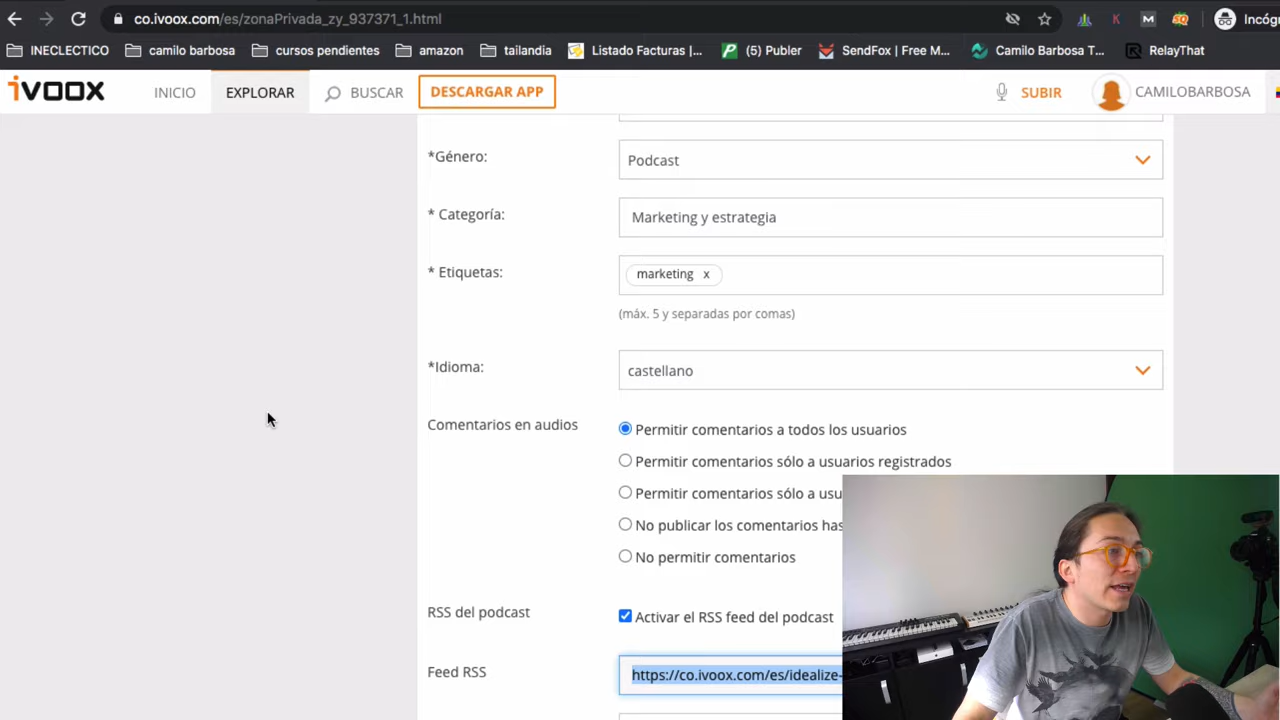 co.ivoox.com/es/zonaPrivada_zy_937371_1.html
Incóg
INECLECTICO camilo barbosa cursos pendientes amazon tailandia Listado Facturas |... (5) Publer SendFox | Free M... Camilo Barbosa T... RelayThat
ivoox INICIO EXPLORAR BUSCAR DESCARGAR APP SUBIR CAMILOBARBOSA
*Género: Podcast
* Categoría: Marketing y estrategia
* Etiquetas: marketing x
(máx. 5 y separadas por comas)
*Idioma: castellano
Comentarios en audios Permitir comentarios a todos los usuarios
Permitir comentarios sólo a usuarios registrados
Permitir comentarios sólo a usu
No publicar los comentarios has
No permitir comentarios
RSS del podcast Activar el RSS feed del podcast
Feed RSS https://co.ivoox.com/es/idealize-